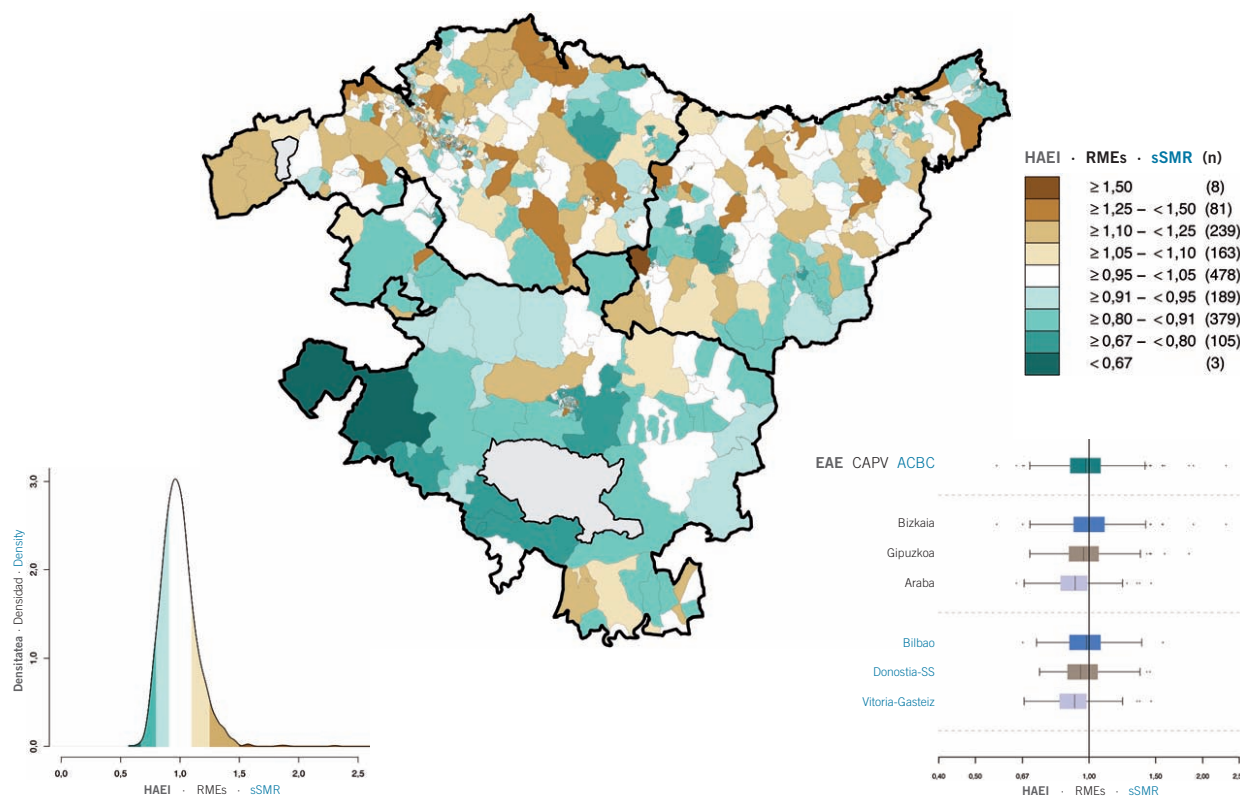 HAEI · RMEs · sSMR (n)
≥ 1,50 (8)
≥ 1,25 – < 1,50 (81)
≥ 1,10 – < 1,25 (239)
≥ 1,05 – < 1,10 (163)
≥ 0,95 – < 1,05 (478)
≥ 0,91 – < 0,95 (189)
≥ 0,80 – < 0,91 (379)
≥ 0,67 – < 0,80 (105)
< 0,67 (3)
EAE CAPV ACBC
Bizkaia
Gipuzkoa
Araba
Bilbao
Donostia-SS
Vitoria-Gasteiz
0,40 0,50 0,67 1,00 1,50 2,00 2,5
HAEI · RMEs · sSMR
Densitatea · Densidad · Density
3,0
2,0
1,0
0,0
0,0 0,5 1,0 1,5 2,0 2,5
HAEI · RMEs · sSMR